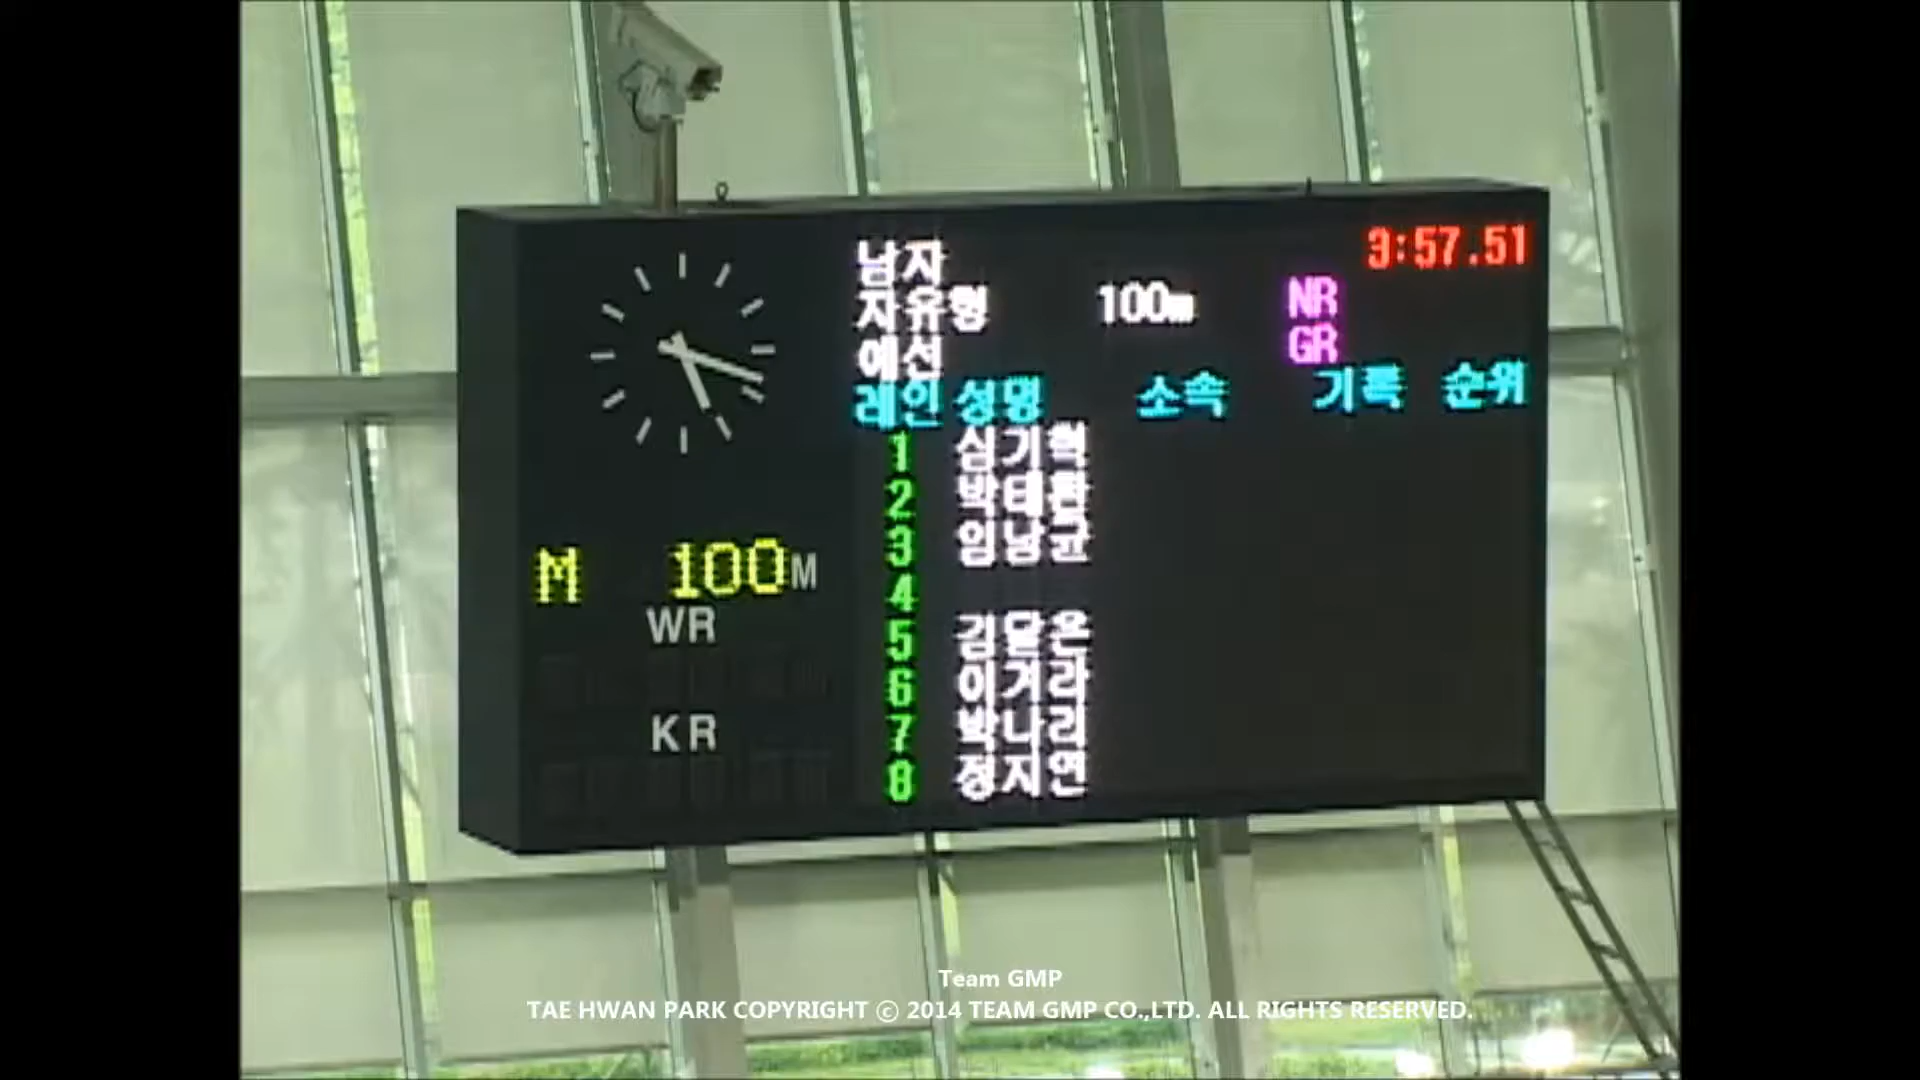 3:57.51
남자
자유형 100m NR
예선 GR
레인 성명 소속 기록 순위
1 심기혁
2 박태환
3 임남균
4
5 김달은
6 이겨라
7 박나리
8 정지연
M 100M
WR
KR
Team GMP
TAE HWAN PARK COPYRIGHT ⓒ 2014 TEAM GMP CO.,LTD. ALL RIGHTS RESERVED.